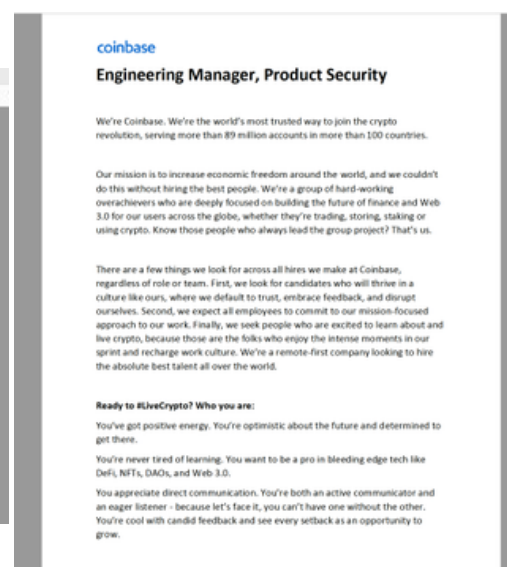 coinbase
Engineering Manager, Product Security
We're Coinbase. We're the world's most trusted way to join the crypto
revolution, serving more than 89 million accounts in more than 100 countries.
Our mission is to increase economic freedom around the world, and we couldn't
do this without hiring the best people. We're a group of hard-working
overachievers who are deeply focused on building the future of finance and Web
3.0 for our users across the globe, whether they're trading, storing, staking or
using crypto. Know those people who always lead the group project? That's us.
There are a few things we look for across all hires we make at Coinbase,
regardless of role or team. First, we look for candidates who will thrive in a
culture like ours, where we default to trust, embrace feedback, and disrupt
ourselves. Second, we expect all employees to commit to our mission-focused
approach to our work. Finally, we seek people who are excited to learn about and
live crypto, because those are the folks who enjoy the intense moments in our
sprint and recharge work culture. We're a remote-first company looking to hire
the absolute best talent all over the world.
Ready to #LiveCrypto? Who you are:
You've got positive energy. You're optimistic about the future and determined to
get there.
You're never tired of learning. You want to be a pro in bleeding edge tech like
DeFi, NFTs, DAOs, and Web 3.0.
You appreciate direct communication. You're both an active communicator and
an eager listener - because let's face it, you can't have one without the other.
You're cool with candid feedback and see every setback as an opportunity to
grow.